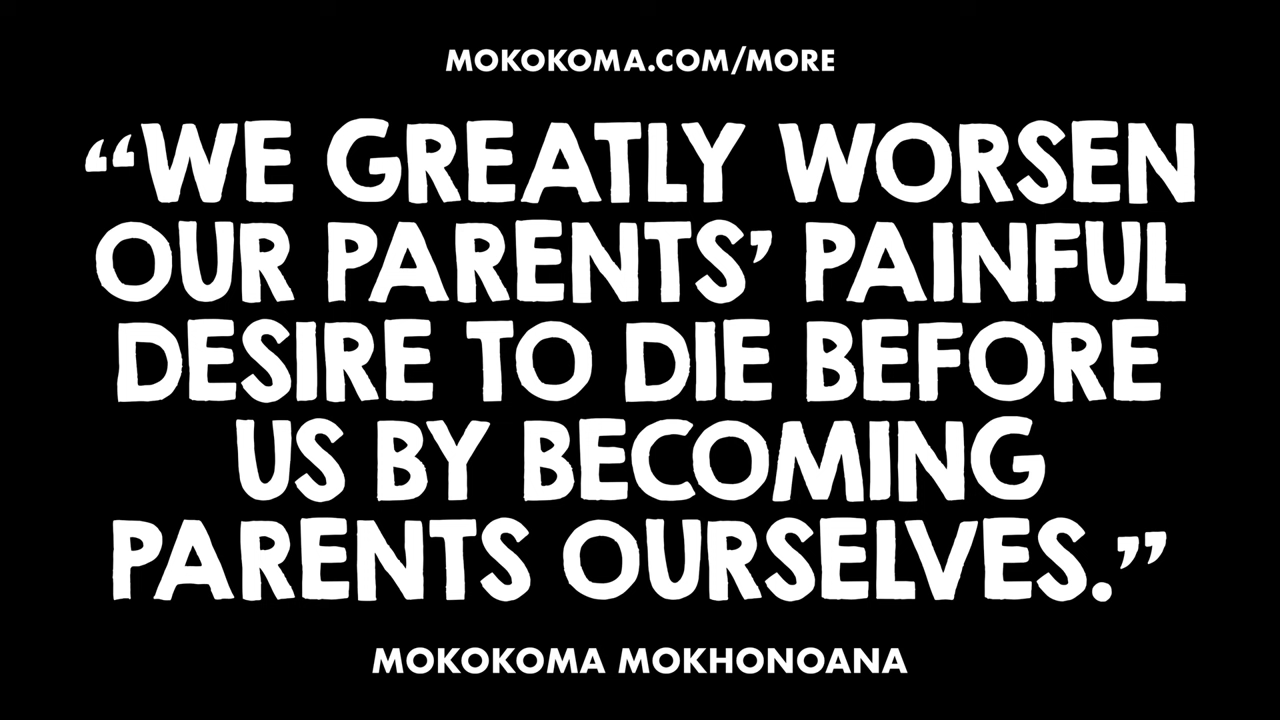 MOKOKOMA.COM/MORE
“WE GREATLY WORSEN
OUR PARENTS’ PAINFUL
DESIRE TO DIE BEFORE
US BY BECOMING
PARENTS OURSELVES.”
MOKOKOMA MOKHONOANA